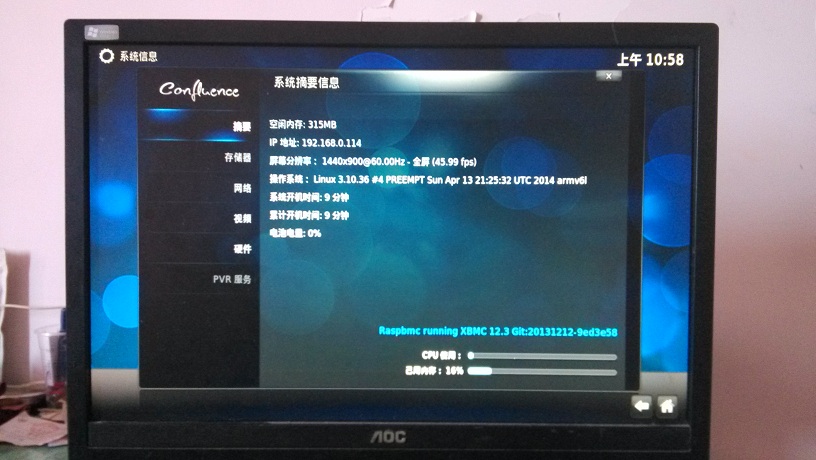 系统信息
上午 10:58
Confluence
系统摘要信息
x
摘要
存储器
网络
视频
硬件
PVR 服务
空闲内存: 315MB
IP 地址: 192.168.0.114
屏幕分辨率： 1440x900@60.00Hz - 全屏 (45.99 fps)
操作系统： Linux 3.10.36 #4 PREEMPT Sun Apr 13 21:25:32 UTC 2014 armv6l
系统开机时间: 9 分钟
累计开机时间: 9 分钟
电池电量: 0%
Raspbmc running XBMC 12.3 Git:20131212-9ed3e58
CPU 使用：
已用内存： 16%
AOC